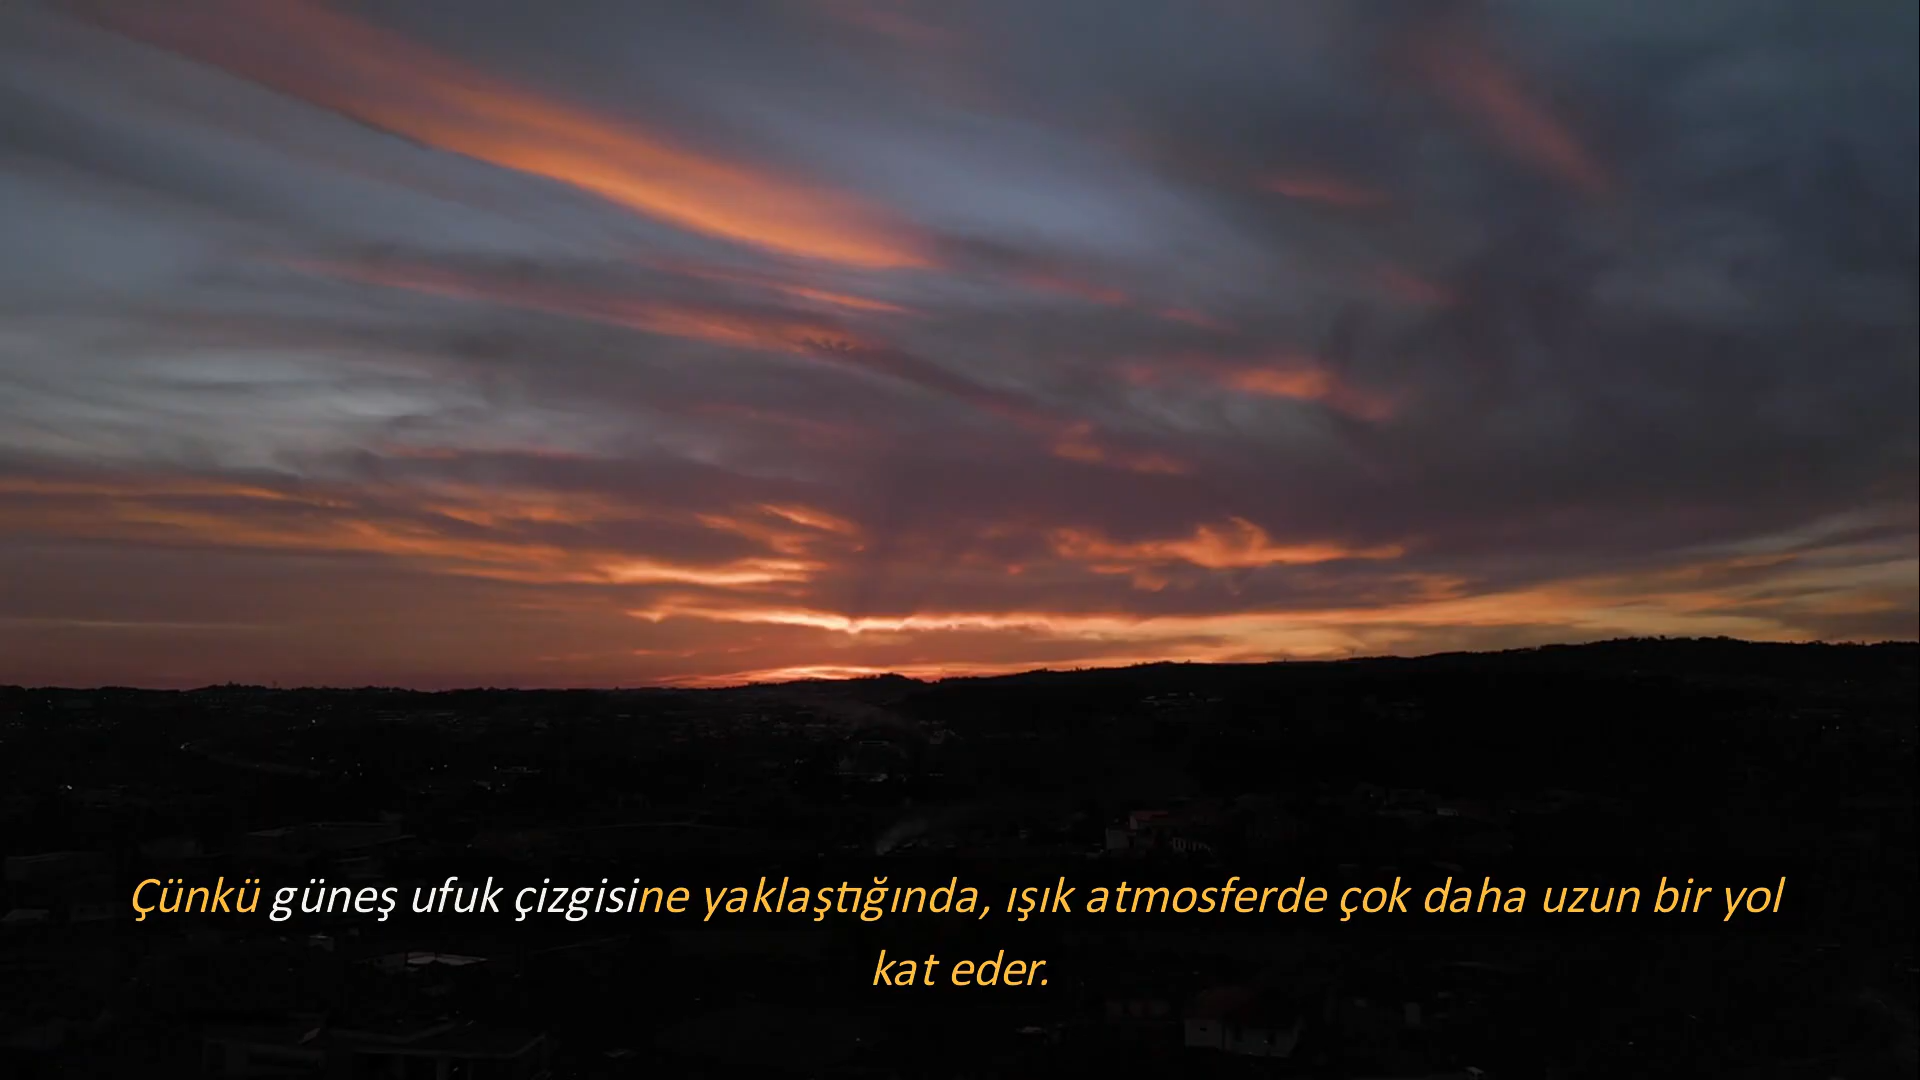 Çünkü güneş ufuk çizgisine yaklaştığında, ışık atmosferde çok daha uzun bir yol
kat eder.